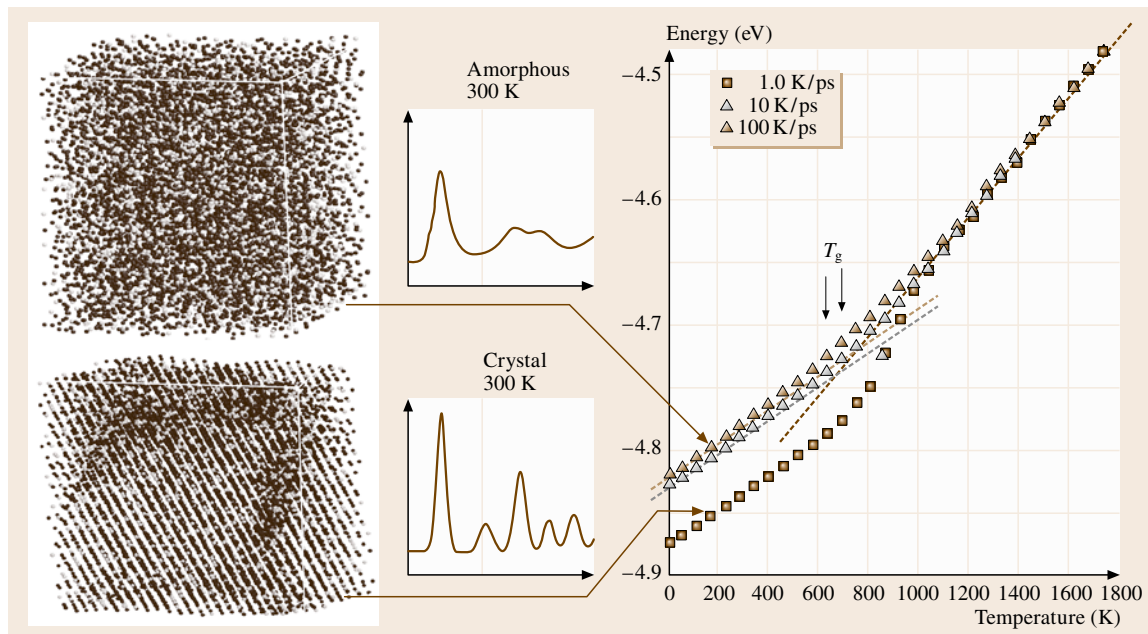 Amorphous
300 K
Crystal
300 K
Energy (eV)
−4.5
−4.6
−4.7
−4.8
−4.9
1.0 K/ps
10 K/ps
100 K/ps
Tg
0 200 400 600 800 1000 1200 1400 1600 1800
Temperature (K)